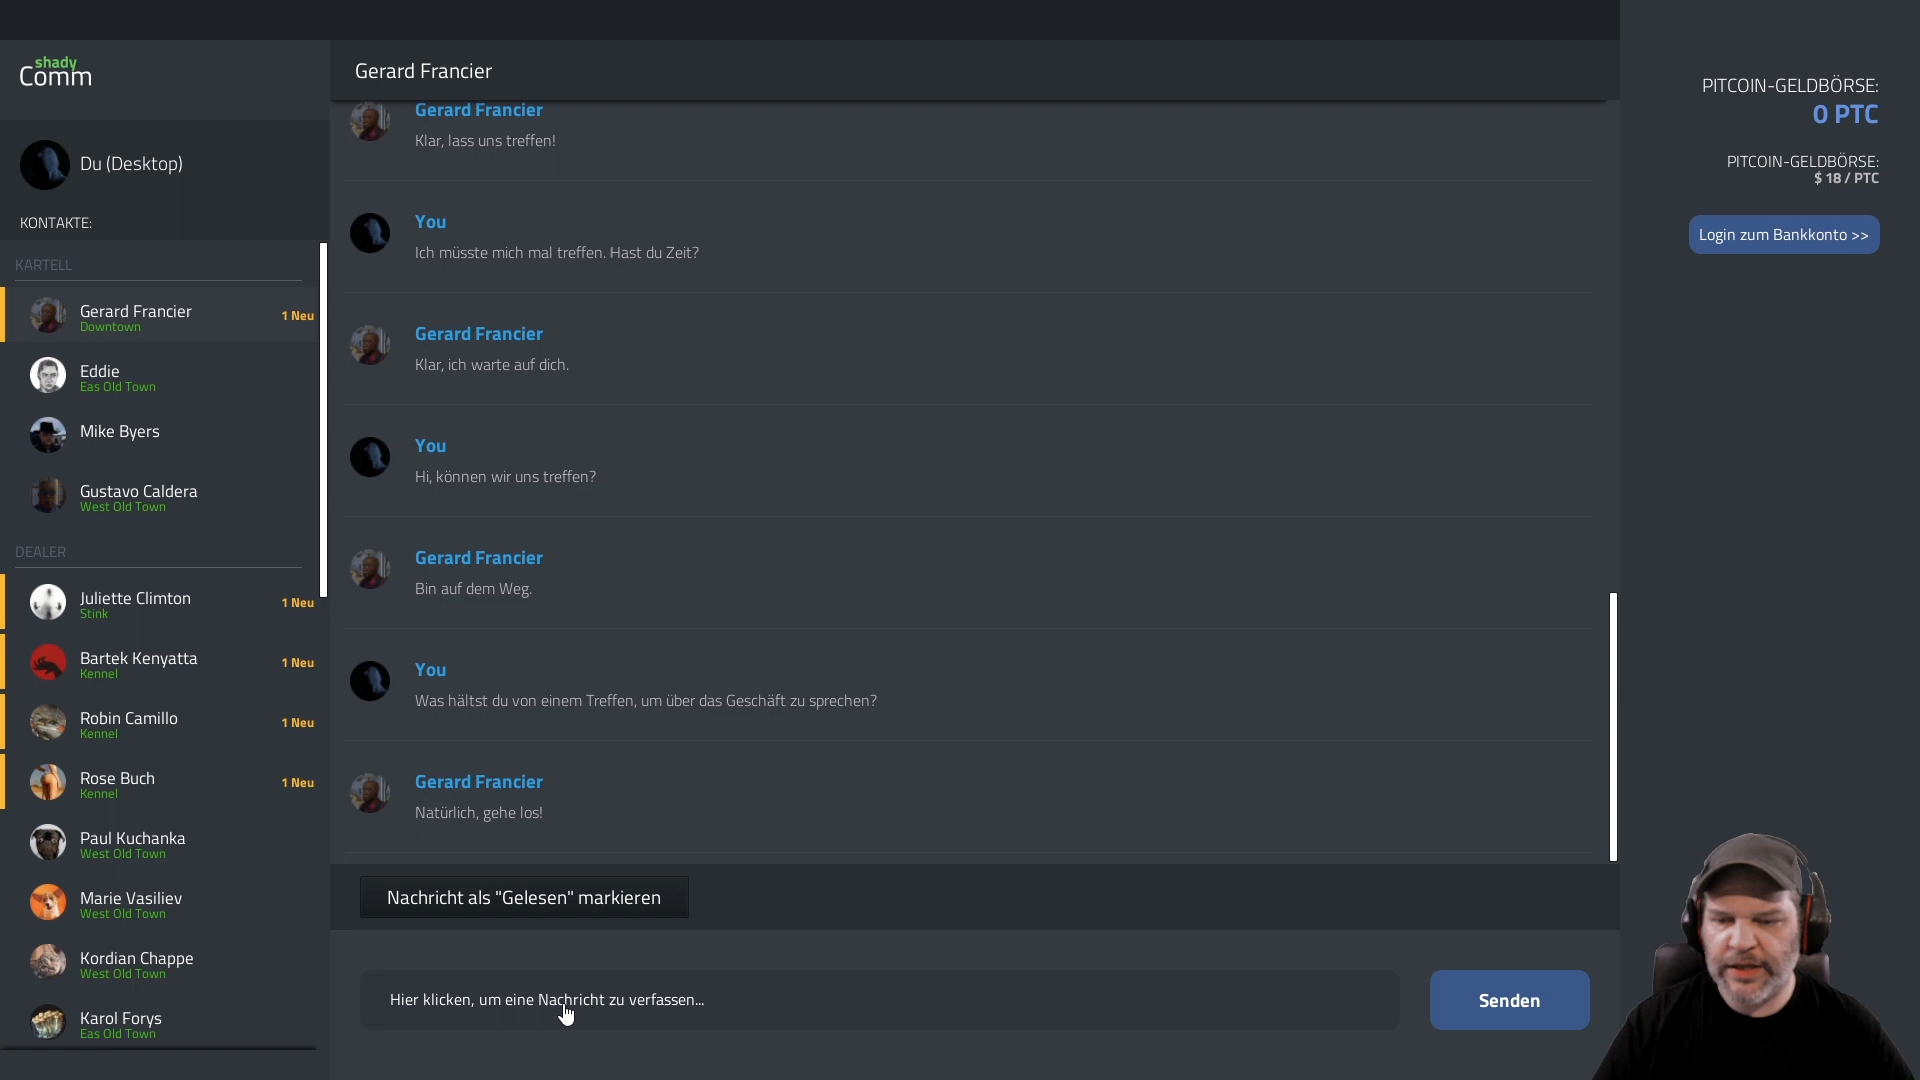 shady
Comm
Du (Desktop)
KONTAKTE:
KARTELL
Gerard Francier
Downtown
1 Neu
Eddie
Eas Old Town
Mike Byers
Gustavo Caldera
West Old Town
DEALER
Juliette Climton
Stink
1 Neu
Bartek Kenyatta
Kennel
1 Neu
Robin Camillo
Kennel
1 Neu
Rose Buch
Kennel
1 Neu
Paul Kuchanka
West Old Town
Marie Vasiliev
West Old Town
Kordian Chappe
West Old Town
Karol Forys
Eas Old Town
Gerard Francier
Gerard Francier
Klar, lass uns treffen!
You
Ich müsste mich mal treffen. Hast du Zeit?
Gerard Francier
Klar, ich warte auf dich.
You
Hi, können wir uns treffen?
Gerard Francier
Bin auf dem Weg.
You
Was hältst du von einem Treffen, um über das Geschäft zu sprechen?
Gerard Francier
Natürlich, gehe los!
Nachricht als "Gelesen" markieren
Hier klicken, um eine Nachricht zu verfassen...
Senden
PITCOIN-GELDBÖRSE:
0 PTC
PITCOIN-GELDBÖRSE:
$ 18 / PTC
Login zum Bankkonto >>